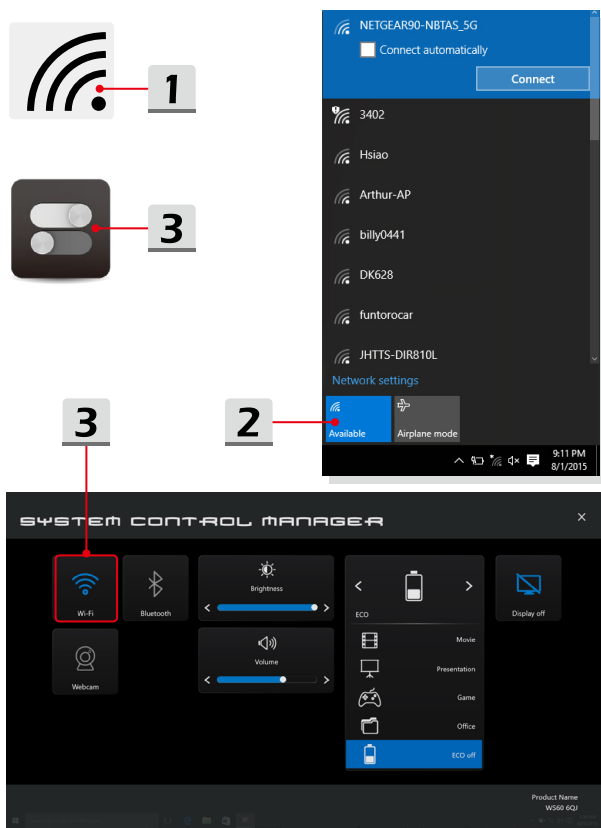 1
3
NETGEAR90-NBTAS_5G
Connect automatically
Connect
3402
Hsiao
Arthur-AP
billy0441
DK628
funtorocar
JHTTS-DIR810L
Network settings
Available
Airplane mode
9:11 PM
8/1/2015
2
3
SYSTEM CONTROL MANAGER
Wi-Fi
Bluetooth
Brightness
ECO
Display off
Movie
Webcam
Volume
Presentation
Game
Office
ECO off
Product Name
WS60 6QJ